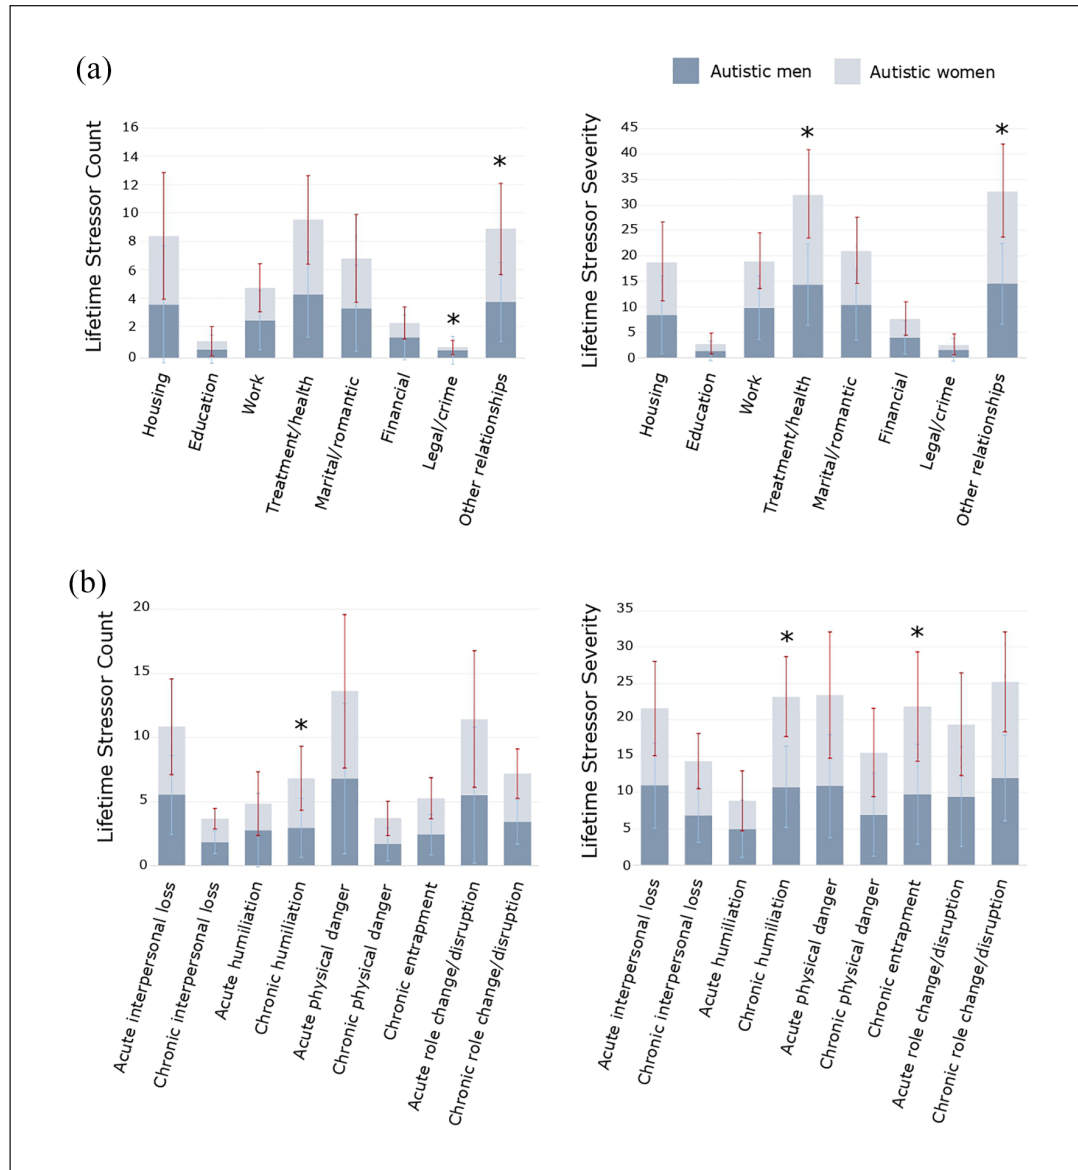 (a)
Autistic men
Autistic women
Lifetime Stressor Count
16
14
12
10
8
6
4
2
0
*
*
Housing
Education
Work
Treatment/health
Marital/romantic
Financial
Legal/crime
Other relationships
Lifetime Stressor Severity
45
40
35
30
25
20
15
10
5
0
*
*
Housing
Education
Work
Treatment/health
Marital/romantic
Financial
Legal/crime
Other relationships
(b)
Lifetime Stressor Count
20
15
10
5
0
*
Acute interpersonal loss
Chronic interpersonal loss
Acute humiliation
Chronic humiliation
Acute physical danger
Chronic physical danger
Chronic entrapment
Acute role change/disruption
Chronic role change/disruption
Lifetime Stressor Severity
35
30
25
20
15
10
5
0
*
*
Acute interpersonal loss
Chronic interpersonal loss
Acute humiliation
Chronic humiliation
Acute physical danger
Chronic physical danger
Chronic entrapment
Acute role change/disruption
Chronic role change/disruption